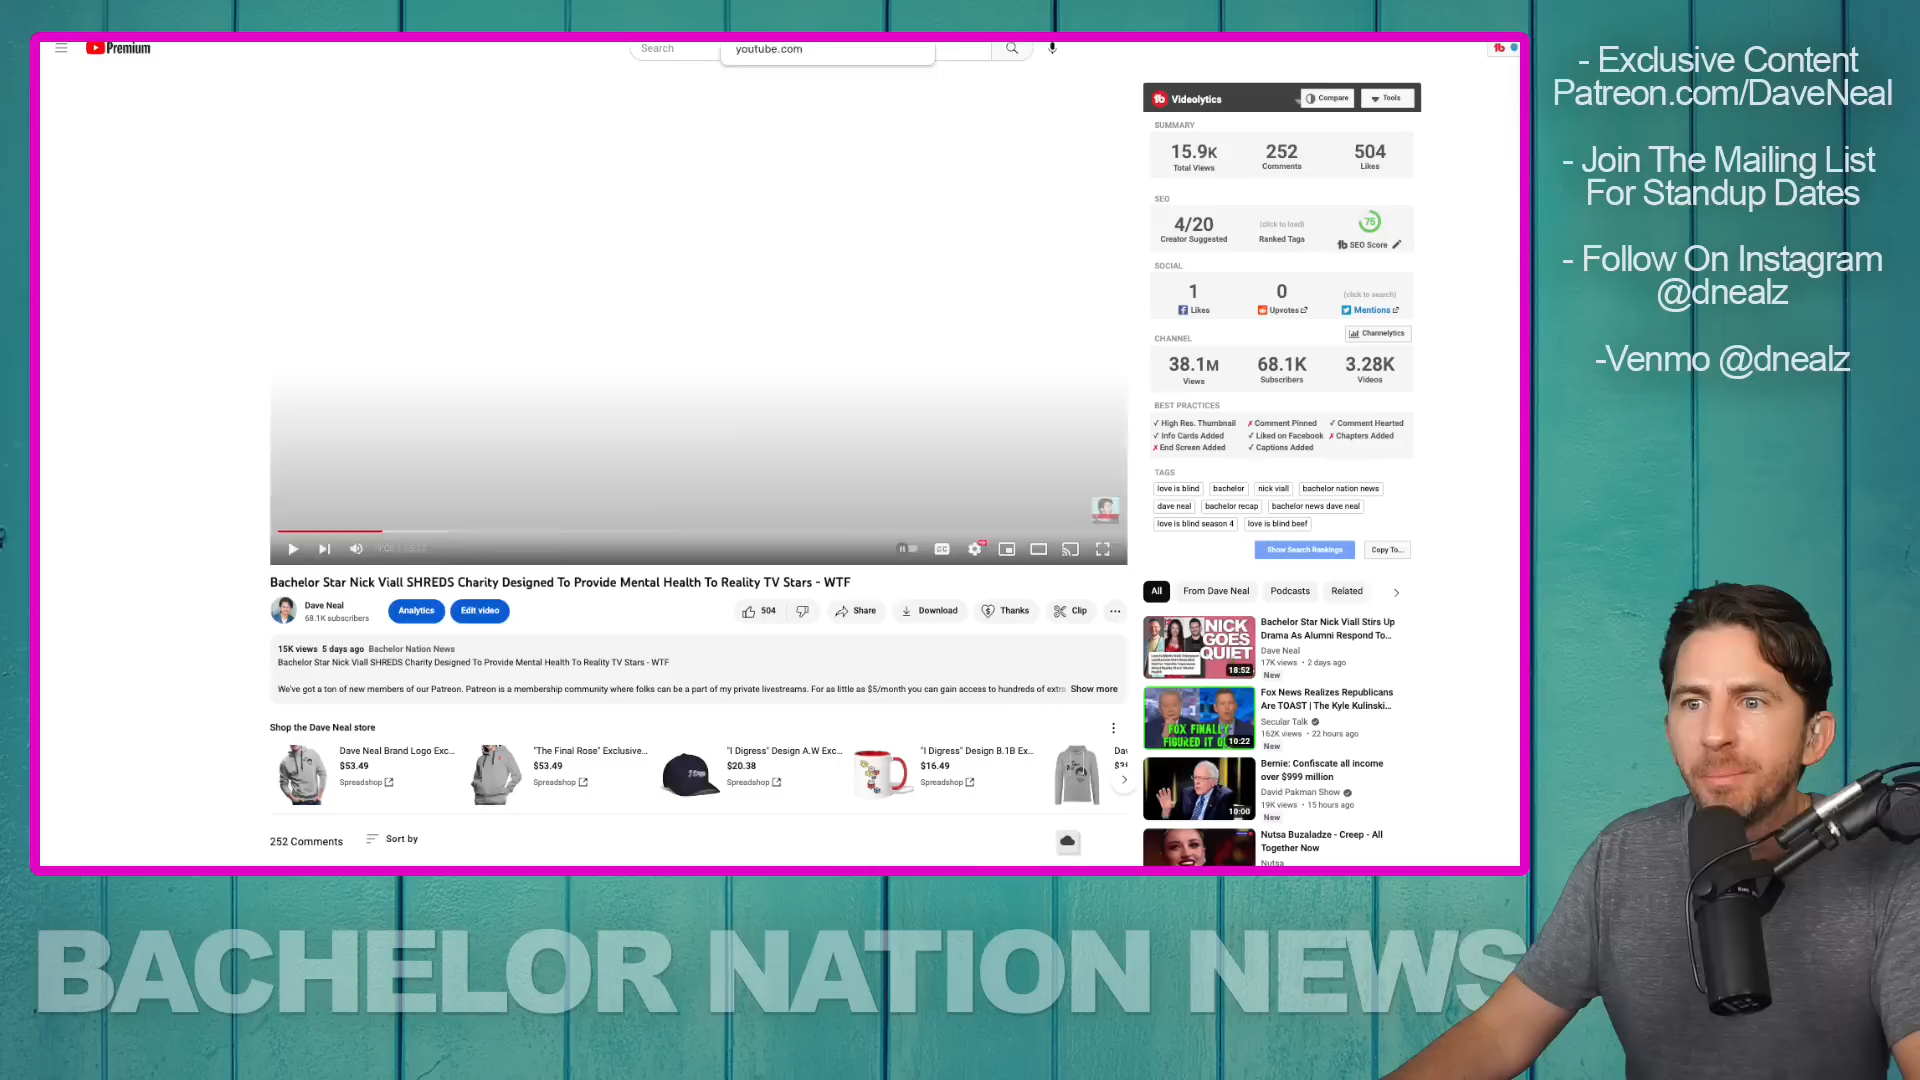 Premium
Search
youtube.com
Videolytics
Compare
Tools
SUMMARY
15.9K
252
504
Total Views
Comments
Likes
SEO
4/20
(click to load)
75
Creator Suggested
Ranked Tags
SEO Score
SOCIAL
1
0
(click to search)
Likes
Upvotes
Mentions
CHANNEL
Channelytics
38.1M
68.1K
3.28K
Views
Subscribers
Videos
BEST PRACTICES
✓ High Res. Thumbnail
✗ Comment Pinned
✓ Comment Hearted
✓ Info Cards Added
✓ Liked on Facebook
✗ Chapters Added
✗ End Screen Added
✓ Captions Added
TAGS
love is blind
bachelor
nick viall
bachelor nation news
dave neal
bachelor recap
bachelor news dave neal
love is blind season 4
love is blind beef
Show Search Rankings
Copy To...
CC
Bachelor Star Nick Viall SHREDS Charity Designed To Provide Mental Health To Reality TV Stars - WTF
Dave Neal
68.1K subscribers
Analytics
Edit video
504
Share
Download
Thanks
Clip
15K views 5 days ago Bachelor Nation News
Bachelor Star Nick Viall SHREDS Charity Designed To Provide Mental Health To Reality TV Stars - WTF
We've got a ton of new members of our Patreon. Patreon is a membership community where folks can be a part of my private livestreams. For as little as $5/month you can gain access to hundreds of extra Show more
Shop the Dave Neal store
Dave Neal Brand Logo Exc...
$53.49
Spreadshop
"The Final Rose" Exclusive...
$53.49
Spreadshop
"I Digress" Design A.W Exc...
$20.38
Spreadshop
"I Digress" Design B.1B Ex...
$16.49
Spreadshop
252 Comments
Sort by
All
From Dave Neal
Podcasts
Related
NICK
GOES
QUIET
18:52
Bachelor Star Nick Viall Stirs Up
Drama As Alumni Respond To...
Dave Neal
17K views • 2 days ago
New
FOX FINALLY
FIGURED IT O
10:22
Fox News Realizes Republicans
Are TOAST | The Kyle Kulinski...
Secular Talk
162K views • 22 hours ago
New
10:00
Bernie: Confiscate all income
over $999 million
David Pakman Show
19K views • 15 hours ago
New
Nutsa Buzaladze - Creep - All
Together Now
Nutsa
- Exclusive Content
Patreon.com/DaveNeal
- Join The Mailing List
For Standup Dates
- Follow On Instagram
@dnealz
-Venmo @dnealz
BACHELOR NATION NEWS